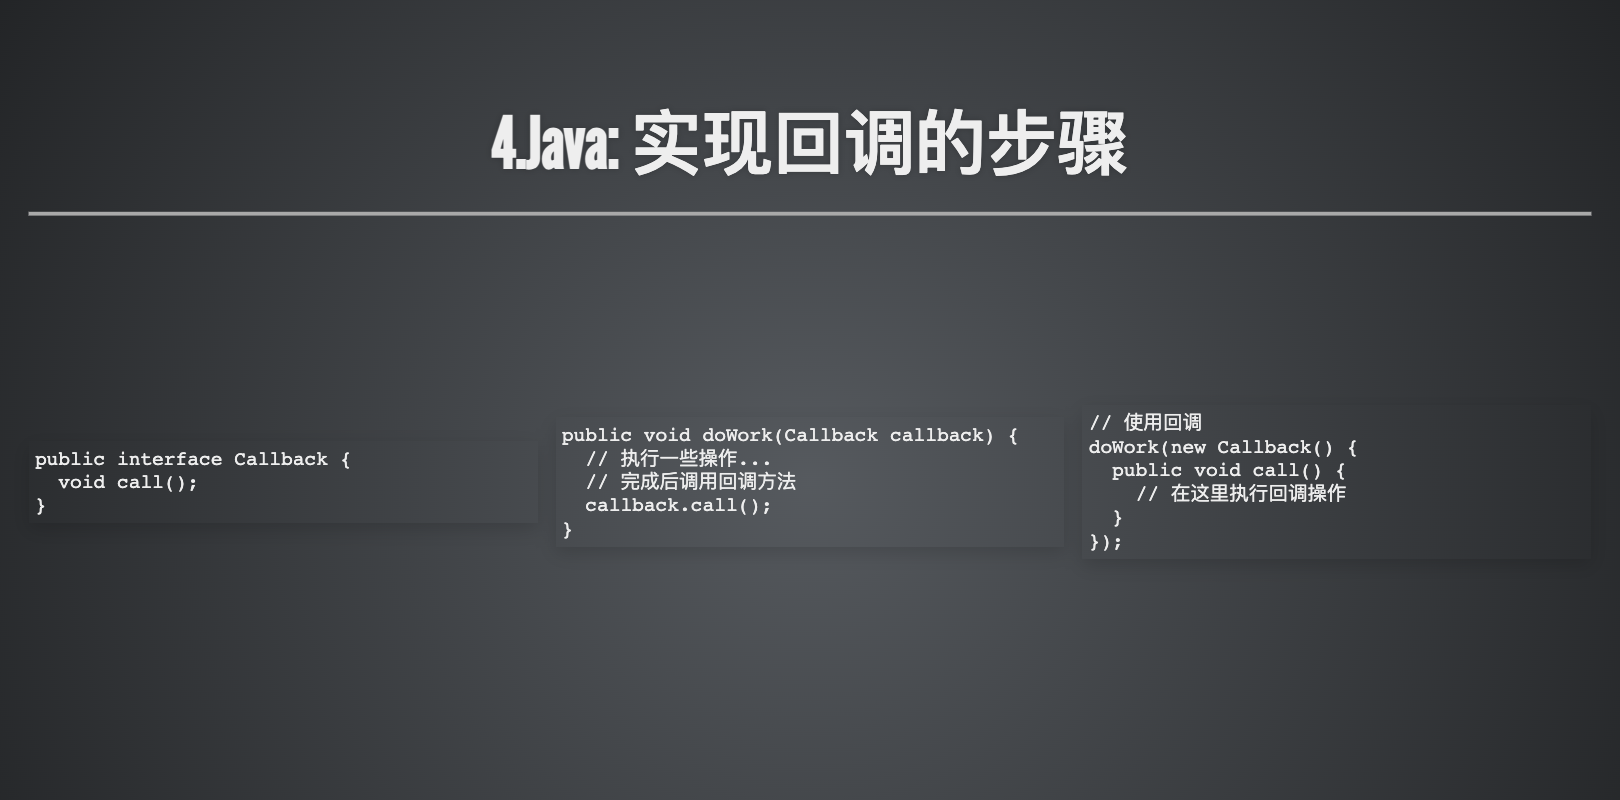 4.Java: 实现回调的步骤
public interface Callback {
  void call();
}
public void doWork(Callback callback) {
  // 执行一些操作...
  // 完成后调用回调方法
  callback.call();
}
// 使用回调
doWork(new Callback() {
  public void call() {
    // 在这里执行回调操作
  }
});